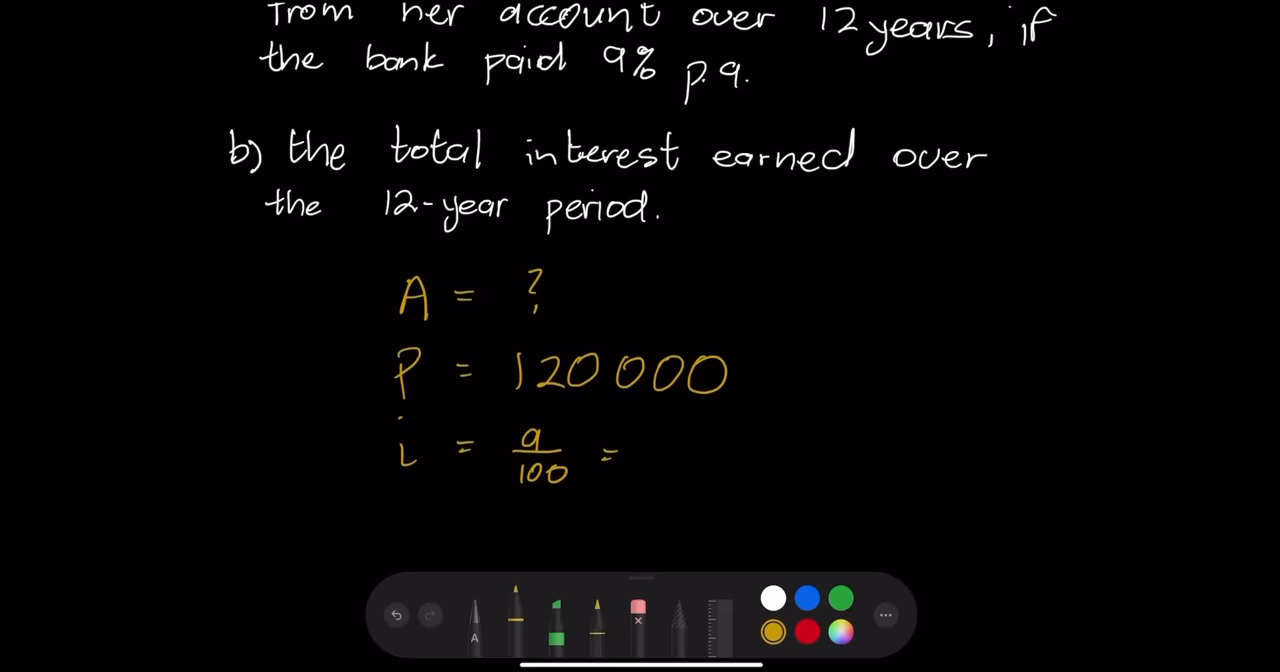 from her account over 12 years, if
the bank paid 9% p.a.
b) the total interest earned over
the 12-year period.
A = ?
P = 120 000
i = 9/100 =
A